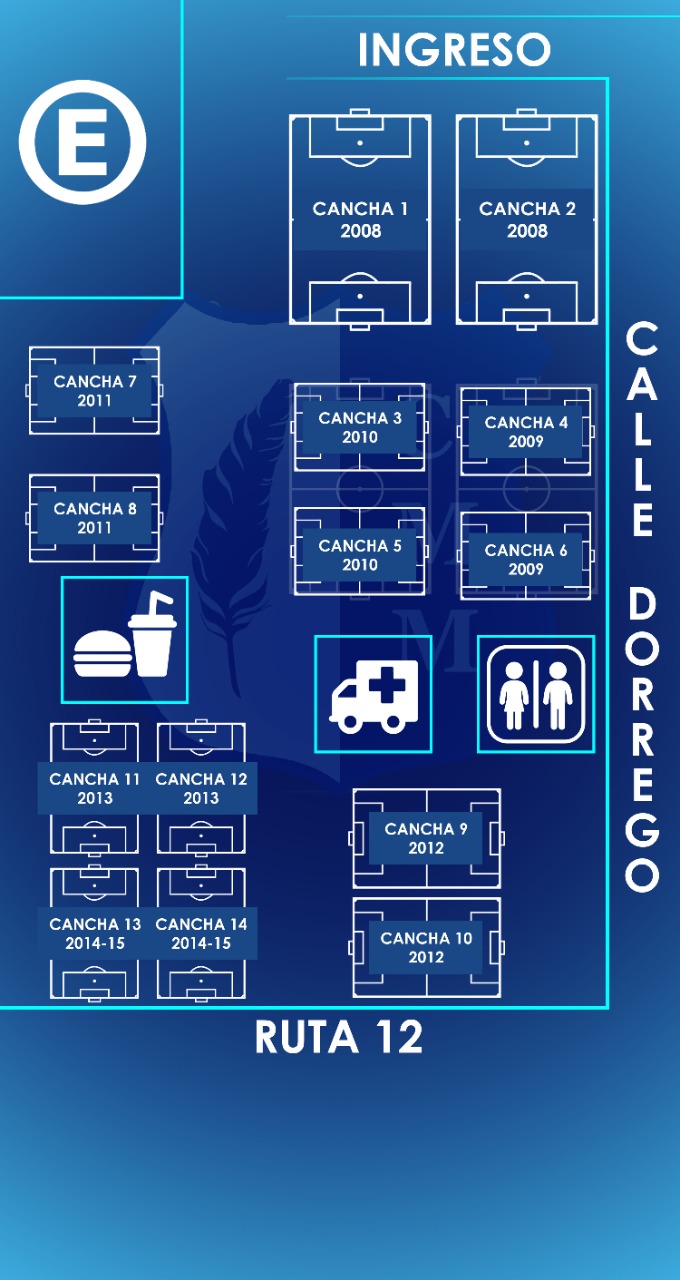 INGRESO
E
CANCHA 1
2008
CANCHA 2
2008
CALLE DORREGO
CANCHA 7
2011
CANCHA 3
2010
CANCHA 4
2009
CANCHA 8
2011
CANCHA 5
2010
CANCHA 6
2009
C
M
M
CANCHA 11
2013
CANCHA 12
2013
CANCHA 9
2012
CANCHA 13
2014-15
CANCHA 14
2014-15
CANCHA 10
2012
RUTA 12